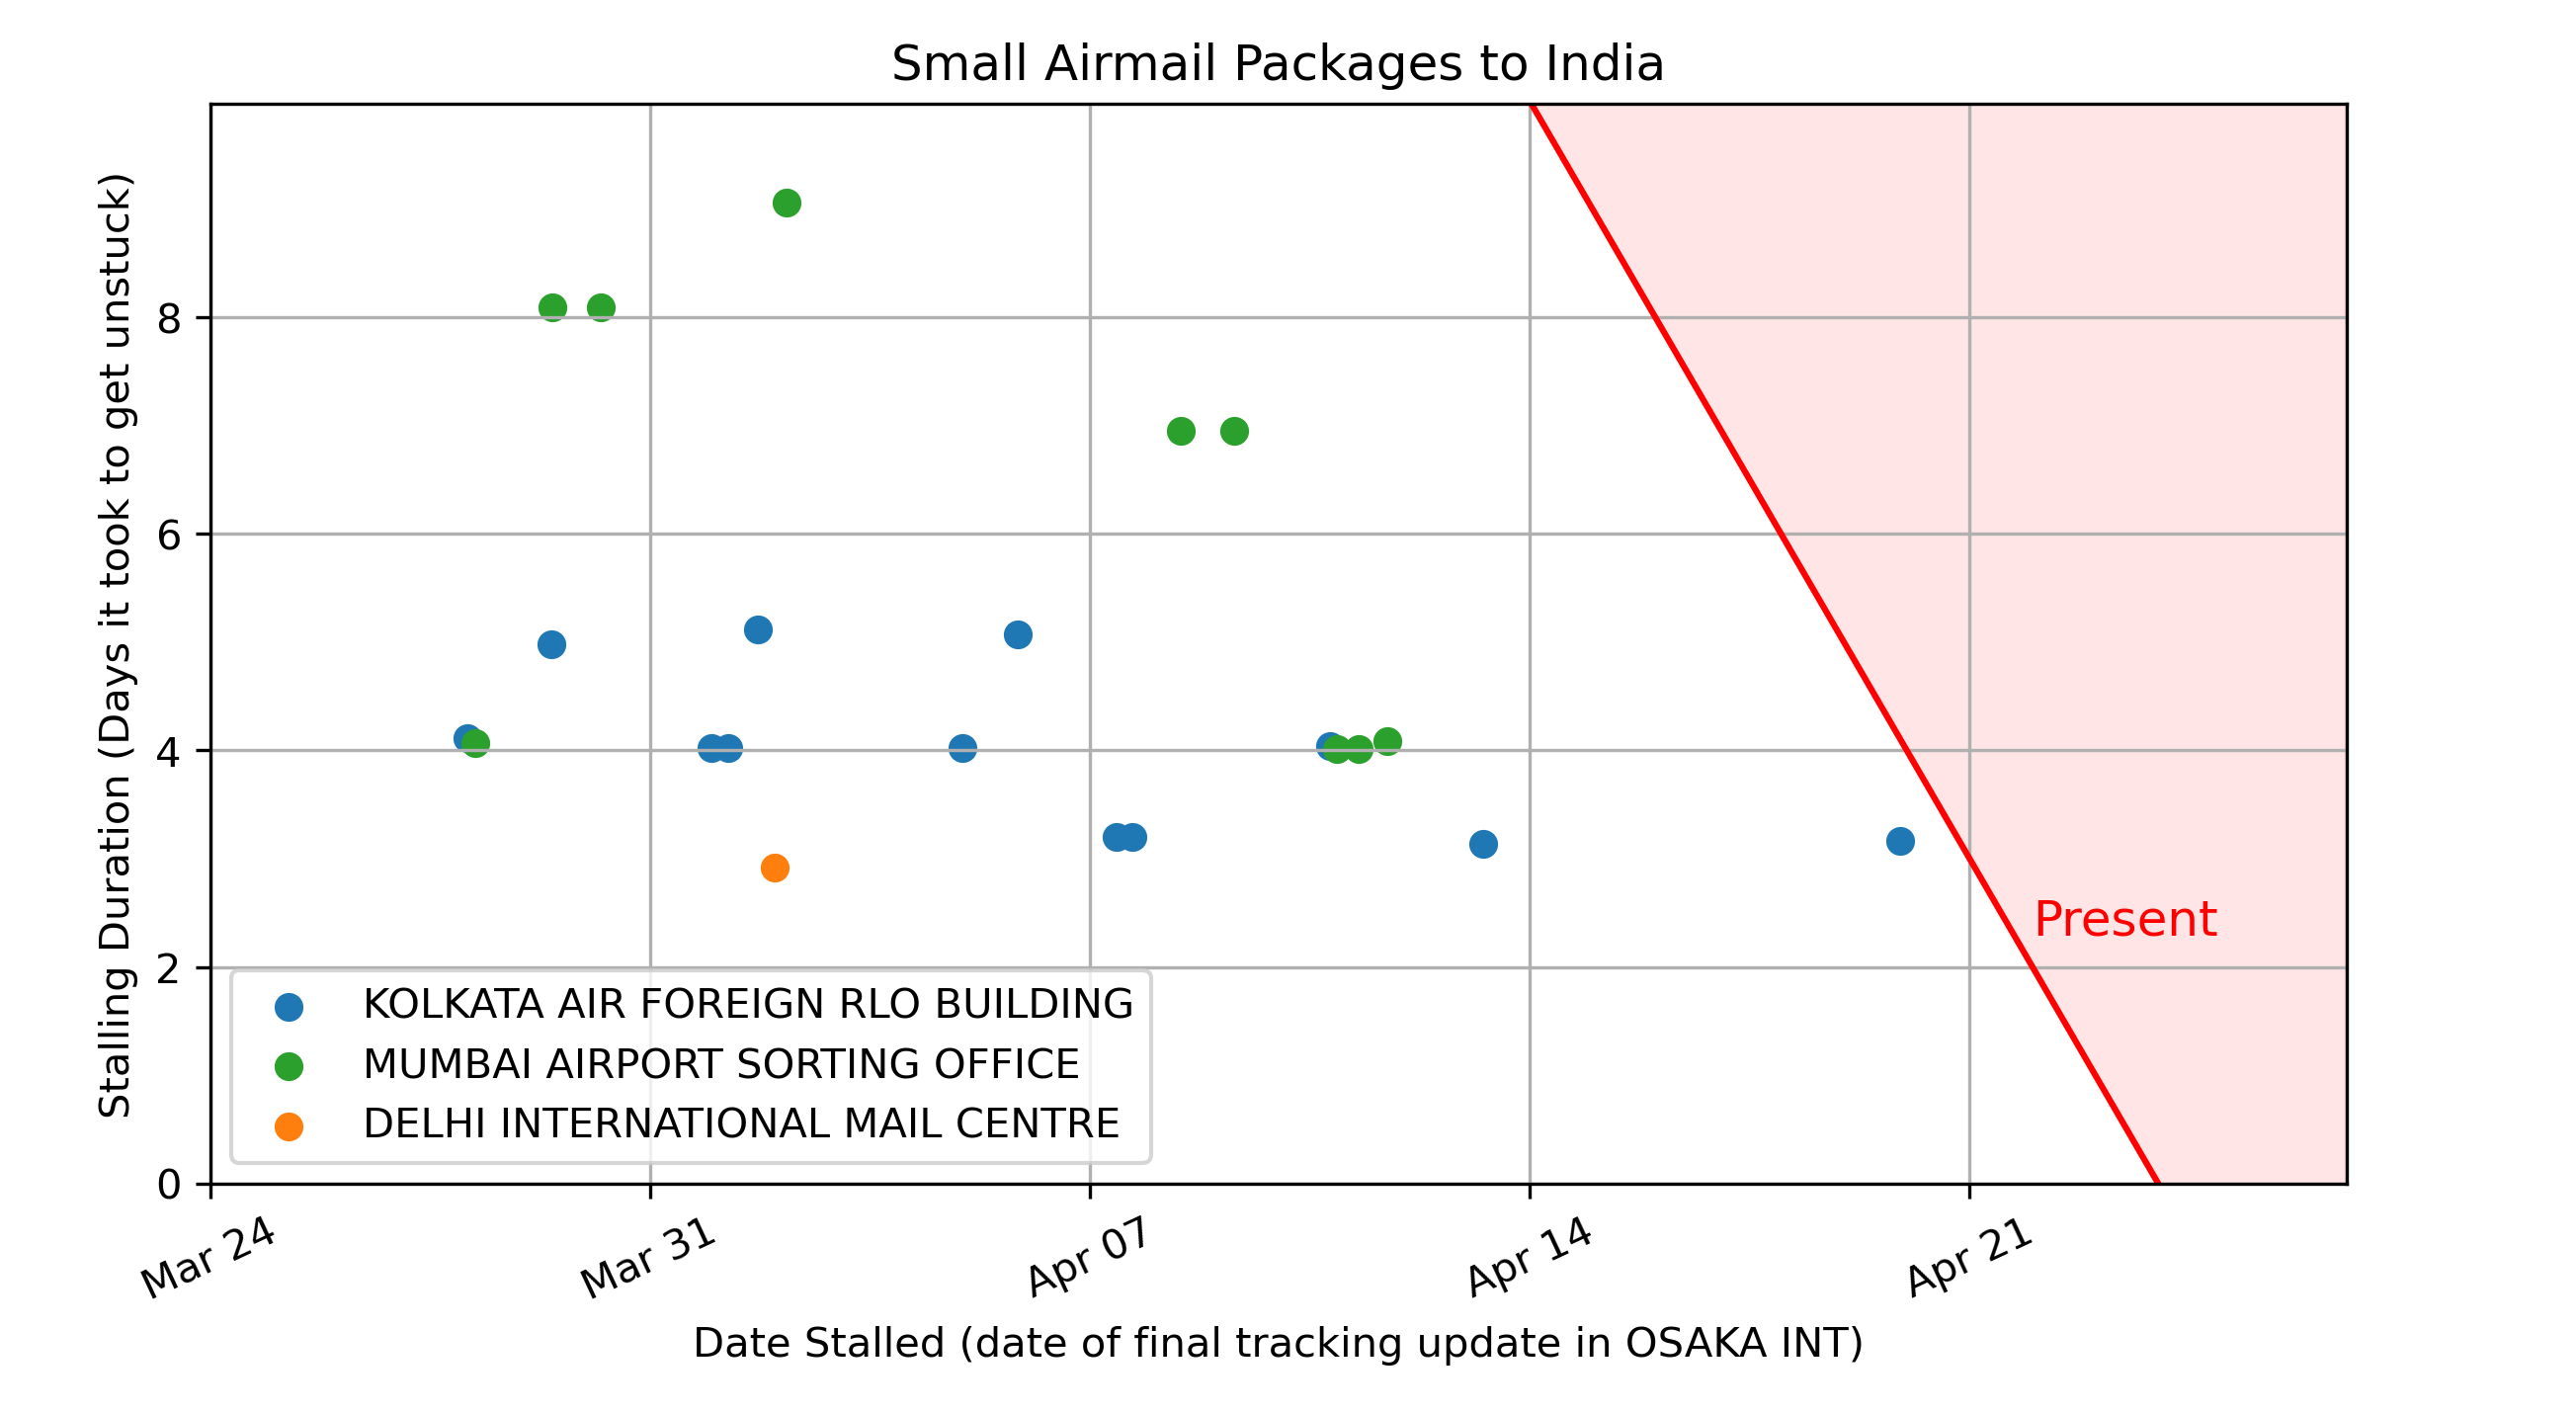 Small Airmail Packages to India
Stalling Duration (Days it took to get unstuck)
8
6
4
2
0
Present
KOLKATA AIR FOREIGN RLO BUILDING
MUMBAI AIRPORT SORTING OFFICE
DELHI INTERNATIONAL MAIL CENTRE
Mar 24
Mar 31
Apr 07
Apr 14
Apr 21
Date Stalled (date of final tracking update in OSAKA INT)